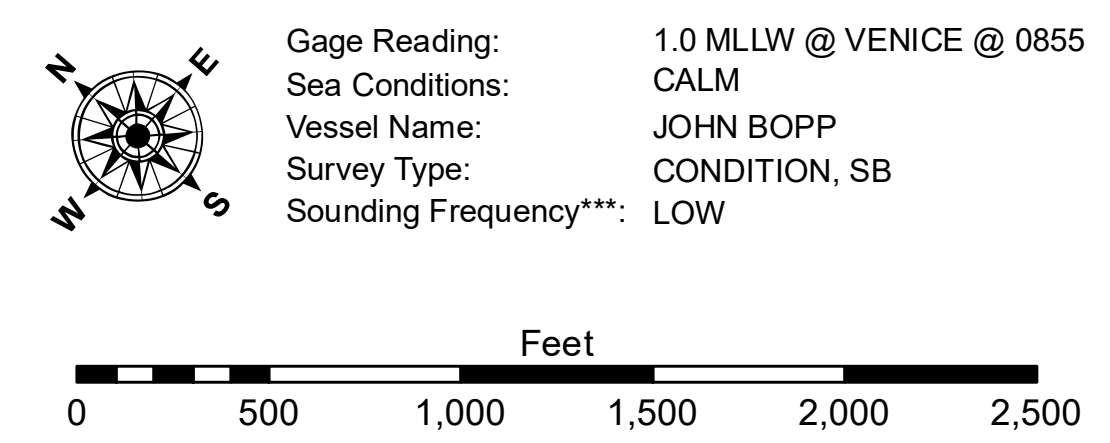 N E
W S
Gage Reading: 1.0 MLLW @ VENICE @ 0855
Sea Conditions: CALM
Vessel Name: JOHN BOPP
Survey Type: CONDITION, SB
Sounding Frequency***: LOW
Feet
0 500 1,000 1,500 2,000 2,500